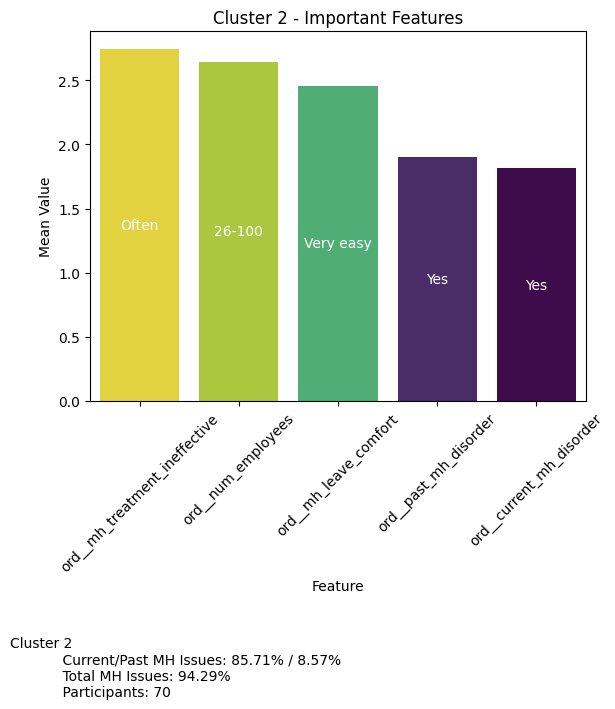 Cluster 2 - Important Features
Mean Value
2.5
2.0
1.5
1.0
0.5
0.0
Often
26-100
Very easy
Yes
Yes
ord__mh_treatment_ineffective
ord__num_employees
ord__mh_leave_comfort
ord__past_mh_disorder
ord__current_mh_disorder
Feature
Cluster 2
Current/Past MH Issues: 85.71% / 8.57%
Total MH Issues: 94.29%
Participants: 70